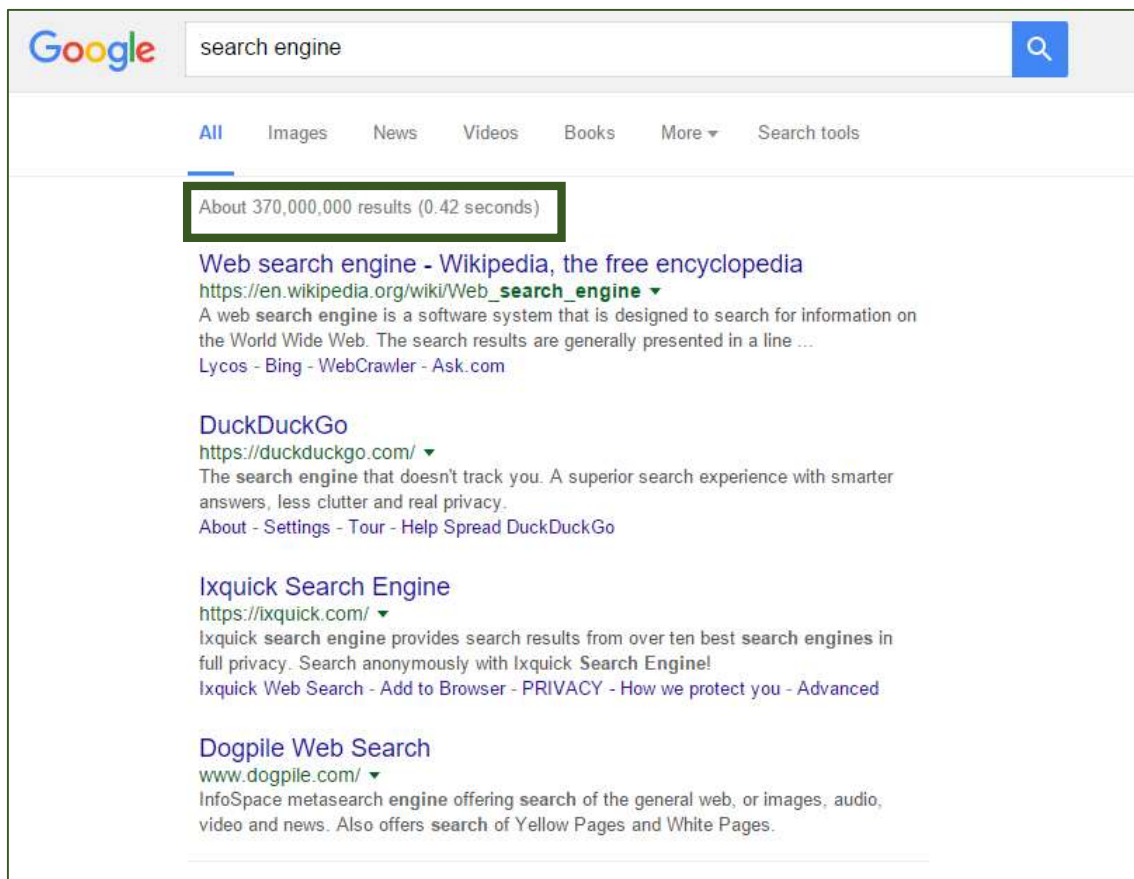 Google search engine
All Images News Videos Books More Search tools
About 370,000,000 results (0.42 seconds)
Web search engine - Wikipedia, the free encyclopedia
https://en.wikipedia.org/wiki/Web_search_engine
A web search engine is a software system that is designed to search for information on
the World Wide Web. The search results are generally presented in a line ...
Lycos - Bing - WebCrawler - Ask.com
DuckDuckGo
https://duckduckgo.com/
The search engine that doesn't track you. A superior search experience with smarter
answers, less clutter and real privacy.
About - Settings - Tour - Help Spread DuckDuckGo
Ixquick Search Engine
https://ixquick.com/
Ixquick search engine provides search results from over ten best search engines in
full privacy. Search anonymously with Ixquick Search Engine!
Ixquick Web Search - Add to Browser - PRIVACY - How we protect you - Advanced
Dogpile Web Search
www.dogpile.com/
InfoSpace metasearch engine offering search of the general web, or images, audio,
video and news. Also offers search of Yellow Pages and White Pages.